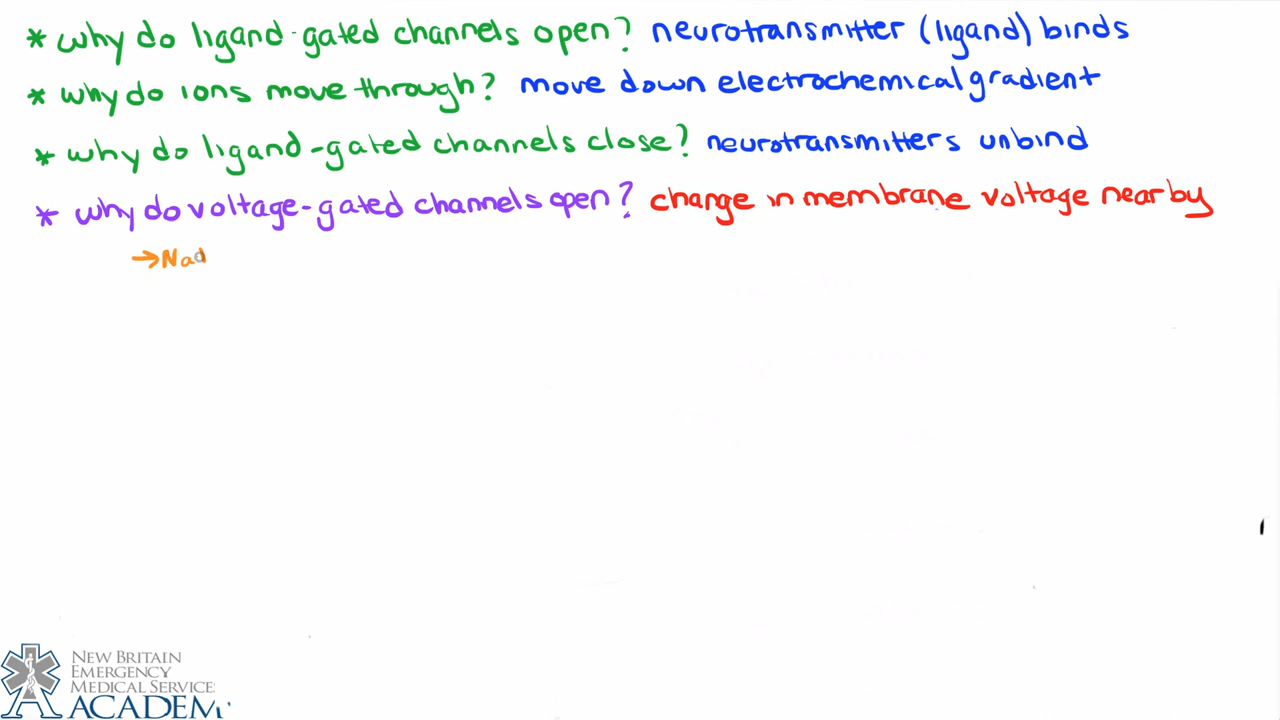 * why do ligand-gated channels open? neurotransmitter (ligand) binds
* why do ions move through? move down electrochemical gradient
* why do ligand-gated channels close? neurotransmitters unbind
* why do voltage-gated channels open? change in membrane voltage nearby
→ Na
NEW BRITAIN
EMERGENCY
MEDICAL SERVICES
ACADEM